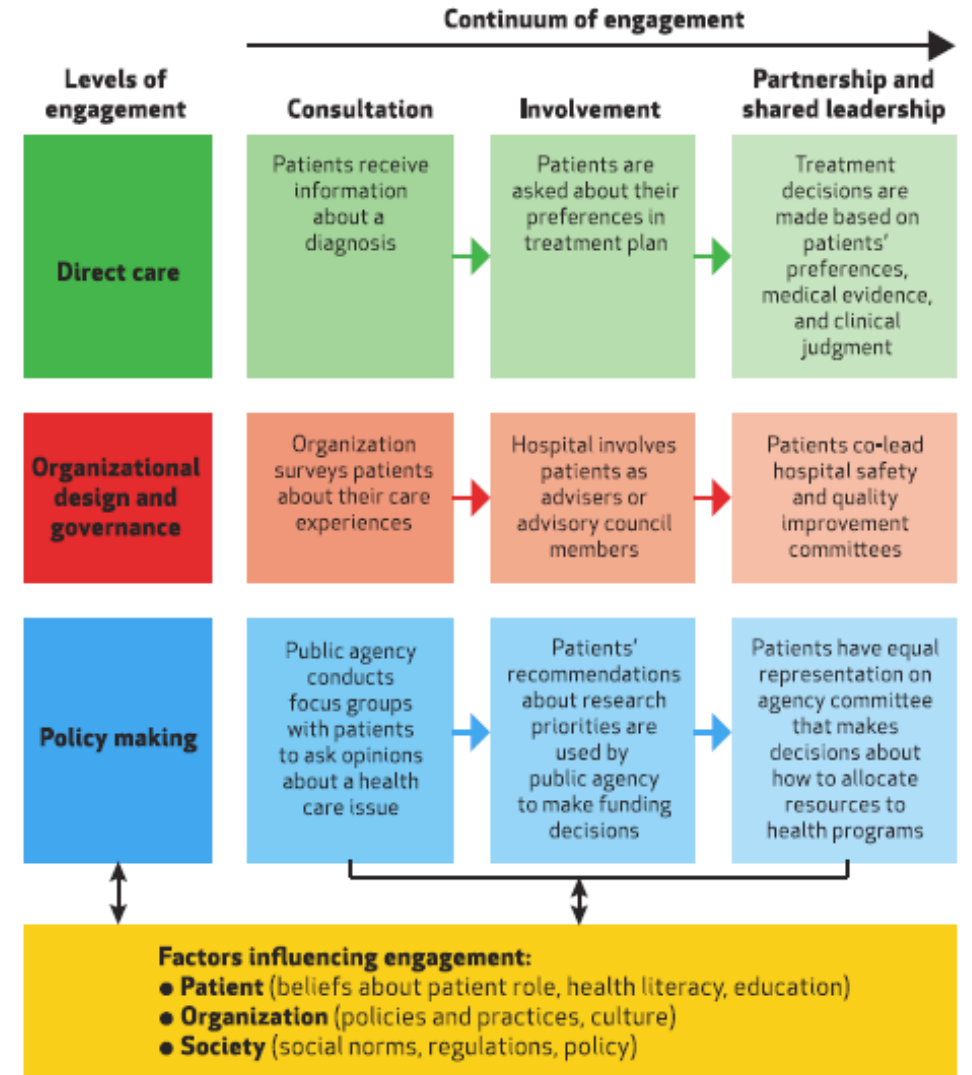 Continuum of engagement
Levels of
engagement
Consultation
Involvement
Partnership and
shared leadership
Direct care
Patients receive
information
about a
diagnosis
Patients are
asked about their
preferences in
treatment plan
Treatment
decisions are
made based on
patients’
preferences,
medical evidence,
and clinical
judgment
Organizational
design and
governance
Organization
surveys patients
about their care
experiences
Hospital involves
patients as
advisers or
advisory council
members
Patients co-lead
hospital safety
and quality
improvement
committees
Policy making
Public agency
conducts
focus groups
with patients
to ask opinions
about a health
care issue
Patients’
recommendations
about research
priorities are
used by
public agency
to make funding
decisions
Patients have equal
representation on
agency committee
that makes
decisions about
how to allocate
resources to
health programs
Factors influencing engagement:
● Patient (beliefs about patient role, health literacy, education)
● Organization (policies and practices, culture)
● Society (social norms, regulations, policy)